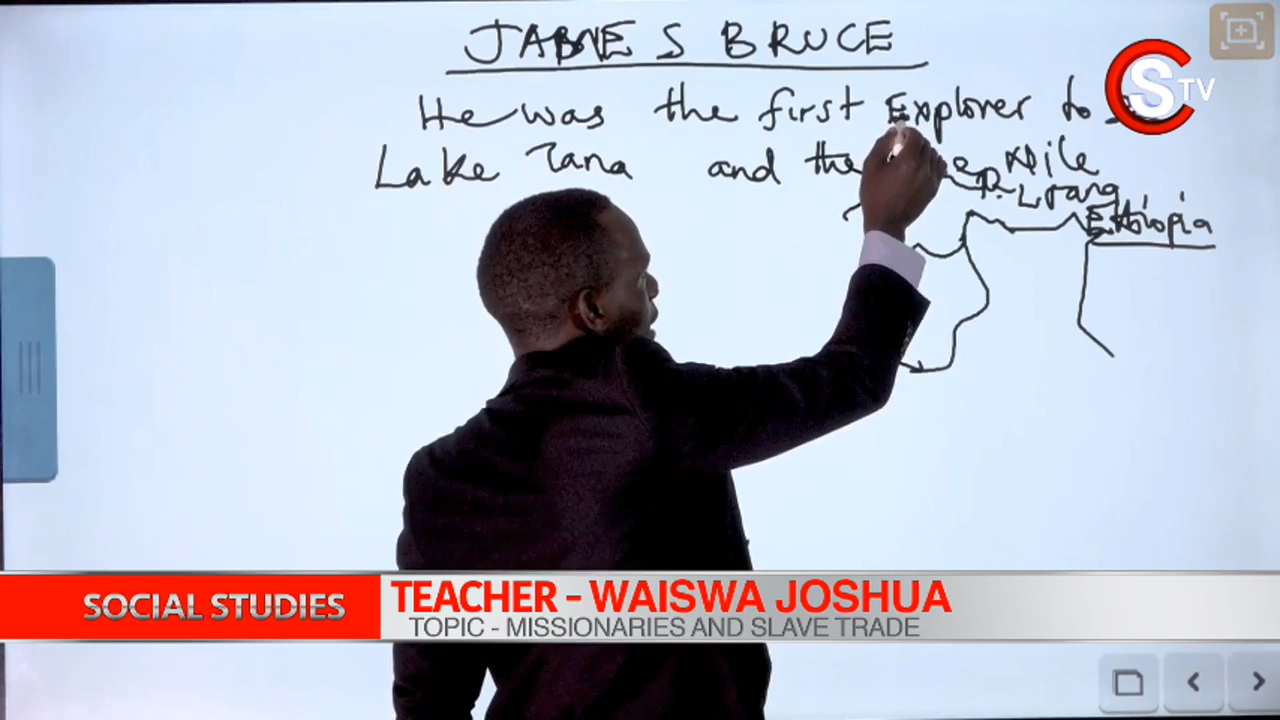 JAMES BRUCE
He was the first Explorer to
Lake Tana and the Nile
Ethiopia
CSTV
SOCIAL STUDIES
TEACHER - WAISWA JOSHUA
TOPIC - MISSIONARIES AND SLAVE TRADE